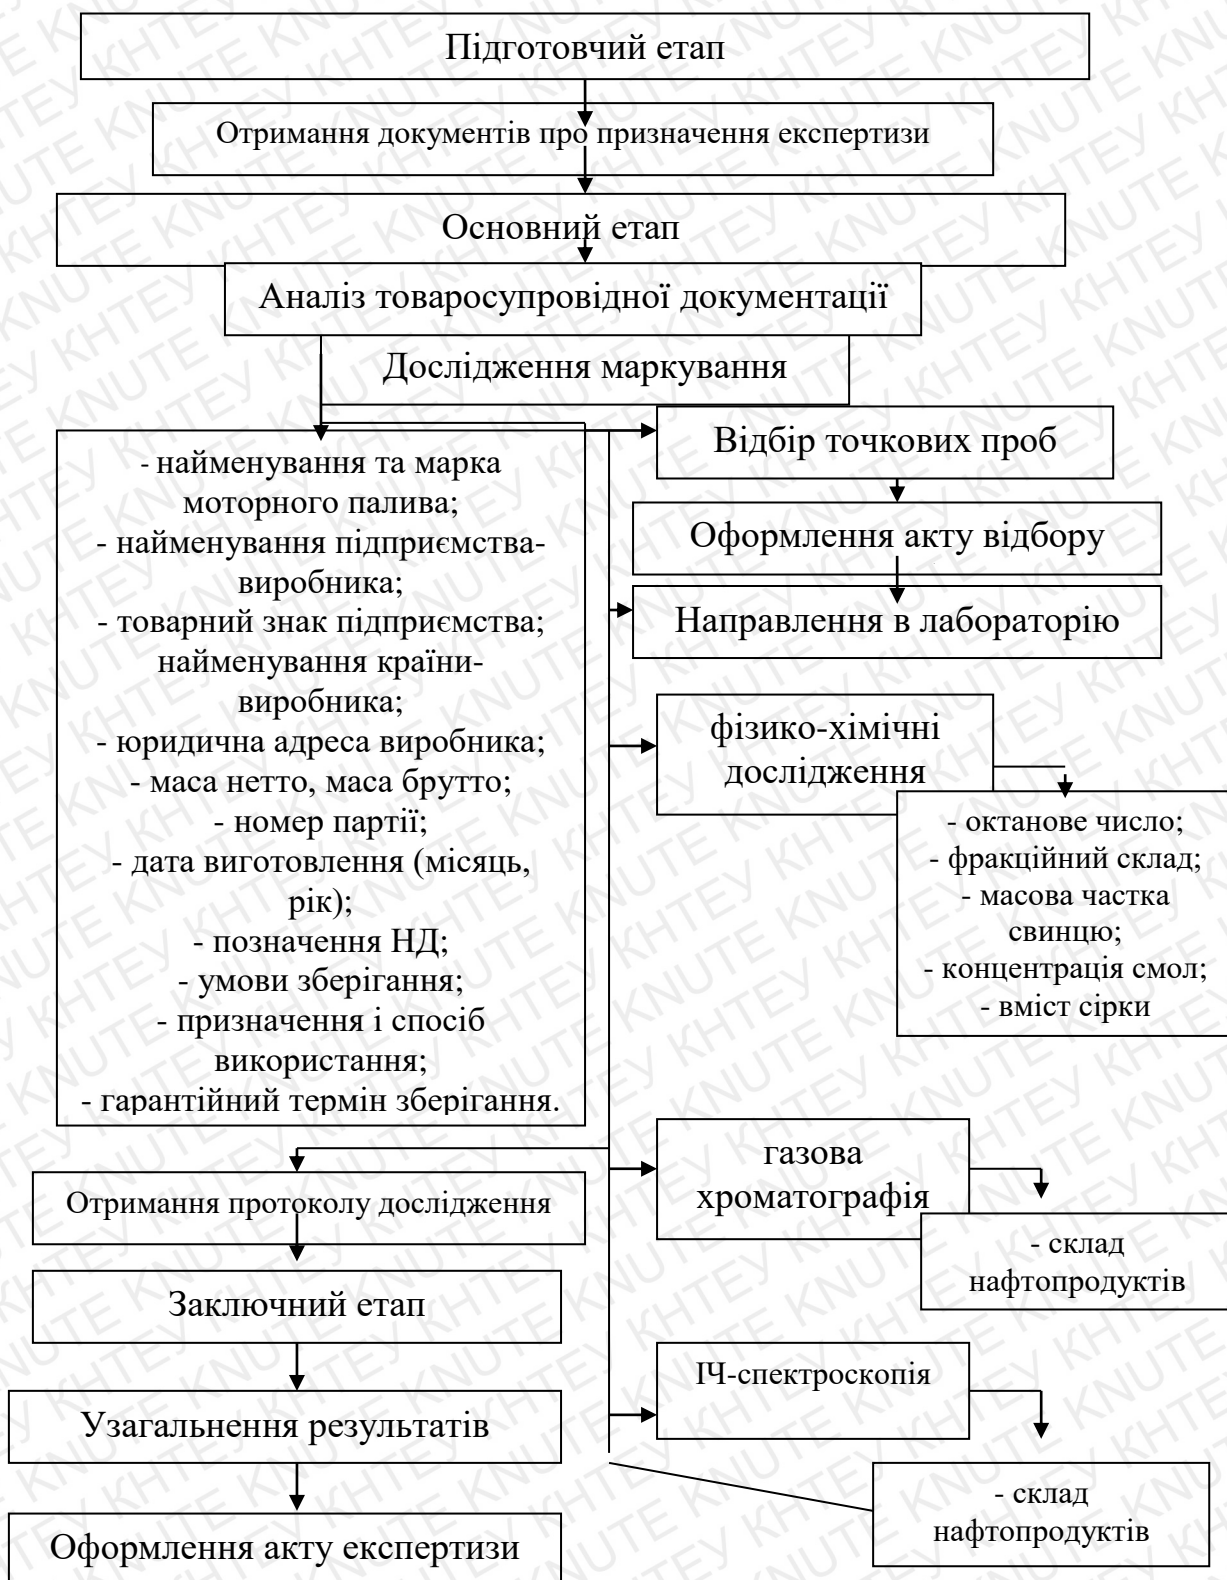 Підготовчий етап
Отримання документів про призначення експертизи
Основний етап
Аналіз товаросупровідної документації
Дослідження маркування
- найменування та марка
моторного палива;
- найменування підприємства-
виробника;
- товарний знак підприємства;
найменування країни-
виробника;
- юридична адреса виробника;
- маса нетто, маса брутто;
- номер партії;
- дата виготовлення (місяць,
рік);
- позначення НД;
- умови зберігання;
- призначення і спосіб
використання;
- гарантійний термін зберігання.
Відбір точкових проб
Оформлення акту відбору
Направлення в лабораторію
фізико-хімічні
дослідження
- октанове число;
- фракційний склад;
- масова частка
свинцю;
- концентрація смол;
- вміст сірки
газова
хроматографія
- склад
нафтопродуктів
ІЧ-спектроскопія
- склад
нафтопродуктів
Отримання протоколу дослідження
Заключний етап
Узагальнення результатів
Оформлення акту експертизи